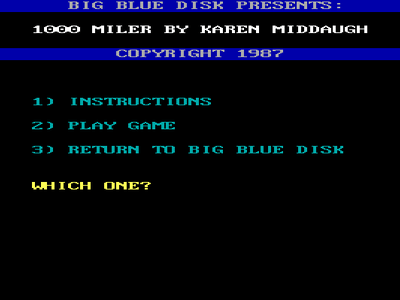 BIG BLUE DISK PRESENTS:
1000 MILER BY KAREN MIDDAUGH
COPYRIGHT 1987
1) INSTRUCTIONS
2) PLAY GAME
3) RETURN TO BIG BLUE DISK
WHICH ONE?